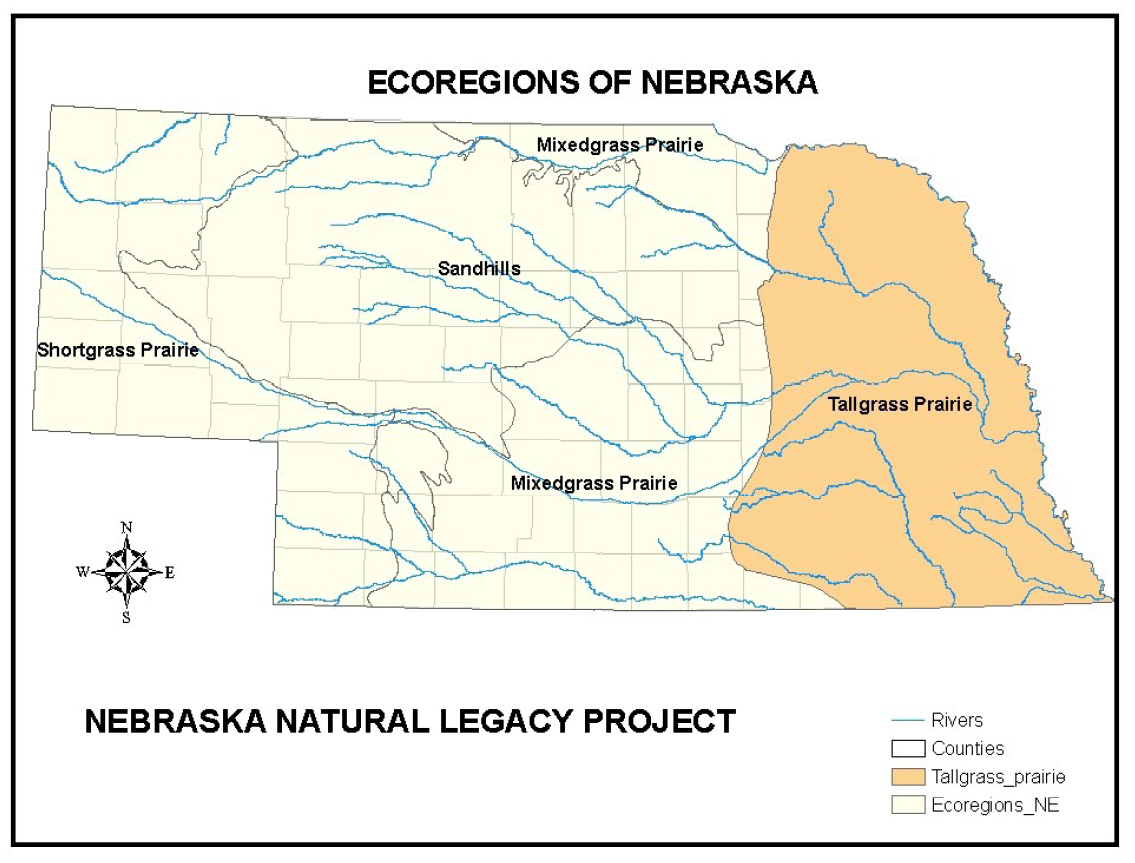 ECOREGIONS OF NEBRASKA
Mixedgrass Prairie
Sandhills
Shortgrass Prairie
Tallgrass Prairie
Mixedgrass Prairie
N
W
E
S
NEBRASKA NATURAL LEGACY PROJECT
Rivers
Counties
Tallgrass_prairie
Ecoregions_NE